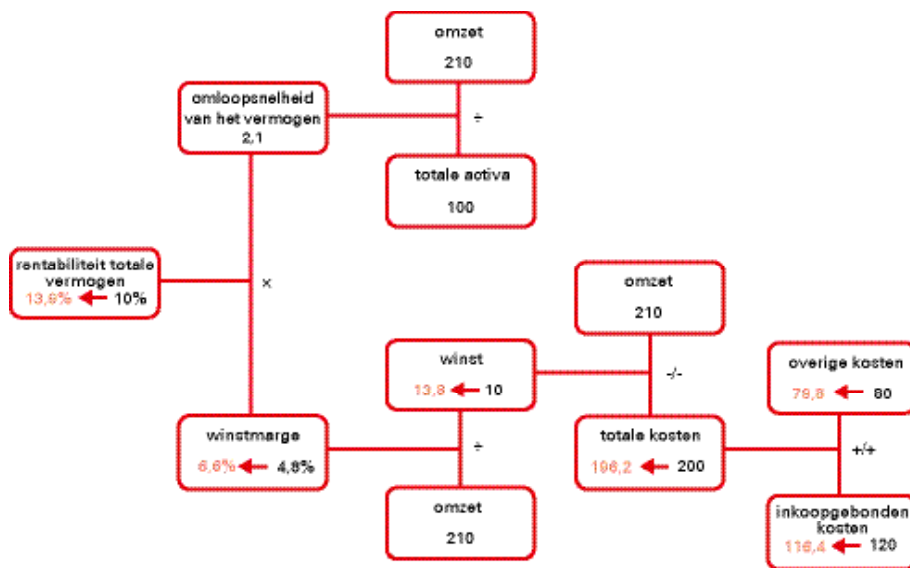 omzet
210
÷
omloopsnelheid
van het vermogen
2,1
totale activa
100
rentabiliteit totale
vermogen
13,8% 10%
×
omzet
210
-/-
winst
13,8 10
÷
overige kosten
79,8 80
+/+
winstmarge
6,6% 4,8%
totale kosten
196,2 200
omzet
210
inkoopgebonden
kosten
116,4 120